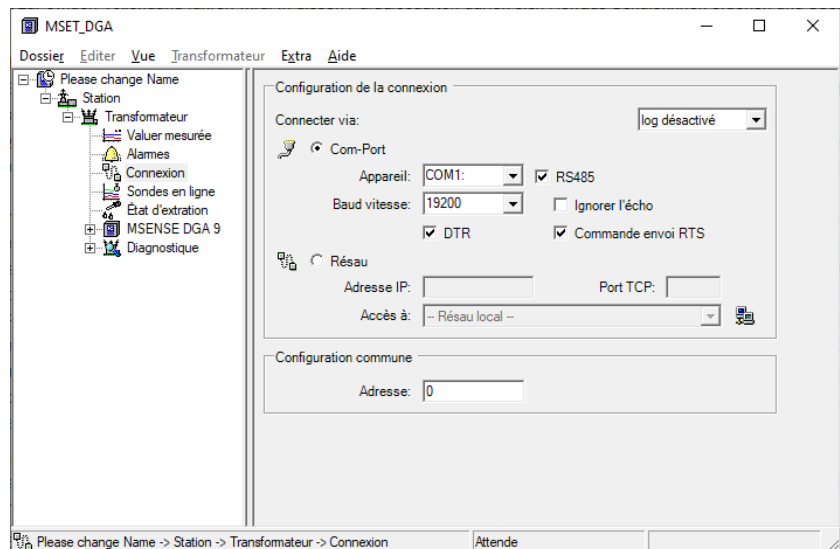 MSET_DGA
Dossier Editer Vue Transformateur Extra Aide
Please change Name
Station
Transformateur
Valuer mesurée
Alarmes
Connexion
Sondes en ligne
État d'extration
MSENSE DGA 9
Diagnostique
Configuration de la connexion
Connecter via: log désactivé
Com-Port
Appareil: COM1: RS485
Baud vitesse: 19200 Ignorer l'écho
DTR Commande envoi RTS
Résau
Adresse IP: Port TCP:
Accès à: -- Résau local --
Configuration commune
Adresse: 0
Please change Name -> Station -> Transformateur -> Connexion Attende